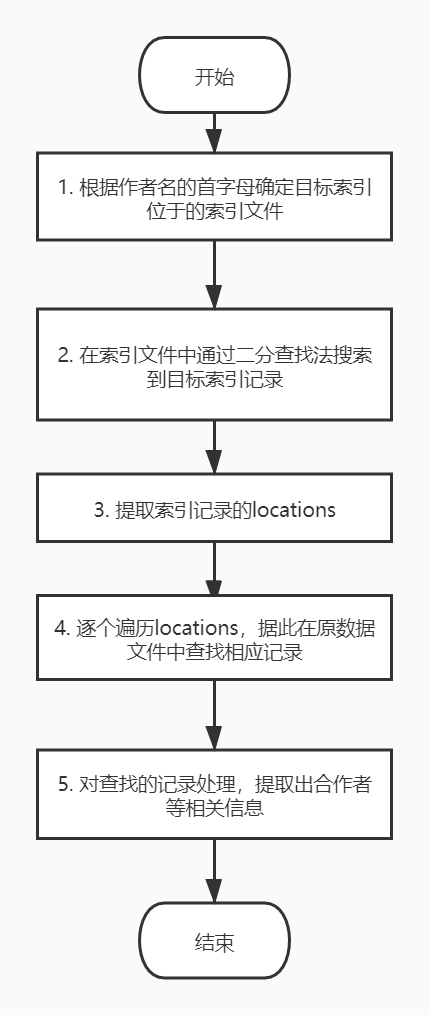 开始
1. 根据作者名的首字母确定目标索引
位于的索引文件
2. 在索引文件中通过二分查找法搜索
到目标索引记录
3. 提取索引记录的locations
4. 逐个遍历locations，据此在原数据
文件中查找相应记录
5. 对查找的记录处理，提取出合作者
等相关信息
结束